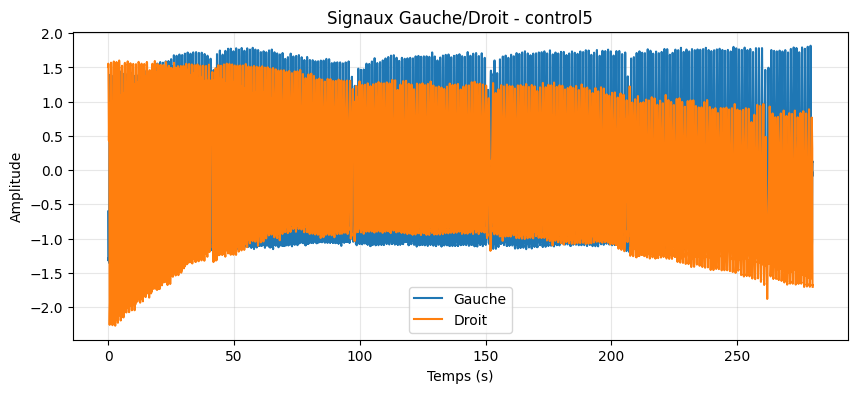 Signaux Gauche/Droit - control5
Amplitude
2.0
1.5
1.0
0.5
0.0
−0.5
−1.0
−1.5
−2.0
Gauche
Droit
0 50 100 150 200 250
Temps (s)